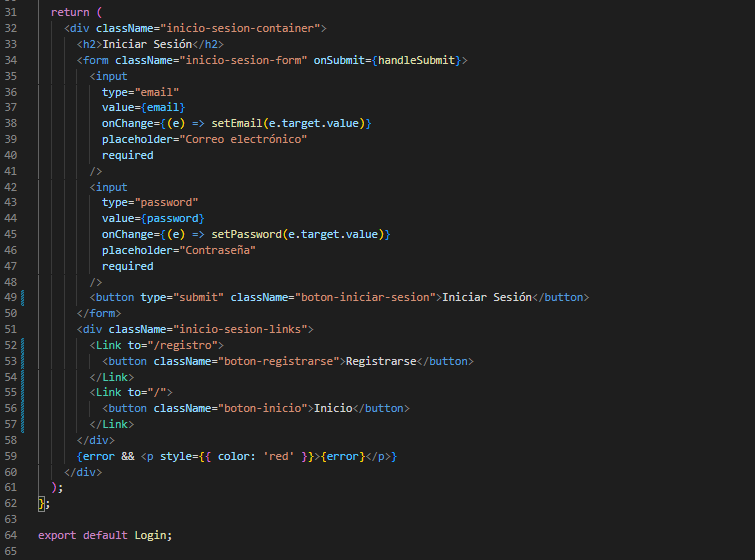 31 return (
32 <div className="inicio-sesion-container">
33 <h2>Iniciar Sesión</h2>
34 <form className="inicio-sesion-form" onSubmit={handleSubmit}>
35 <input
36 type="email"
37 value={email}
38 onChange={(e) => setEmail(e.target.value)}
39 placeholder="Correo electrónico"
40 required
41 />
42 <input
43 type="password"
44 value={password}
45 onChange={(e) => setPassword(e.target.value)}
46 placeholder="Contraseña"
47 required
48 />
49 <button type="submit" className="boton-iniciar-sesion">Iniciar Sesión</button>
50 </form>
51 <div className="inicio-sesion-links">
52 <Link to="/registro">
53 <button className="boton-registrarse">Registrarse</button>
54 </Link>
55 <Link to="/">
56 <button className="boton-inicio">Inicio</button>
57 </Link>
58 </div>
59 {error && <p style={{ color: 'red' }}>{error}</p>}
60 </div>
61 );
62 };
63
64 export default Login;
65